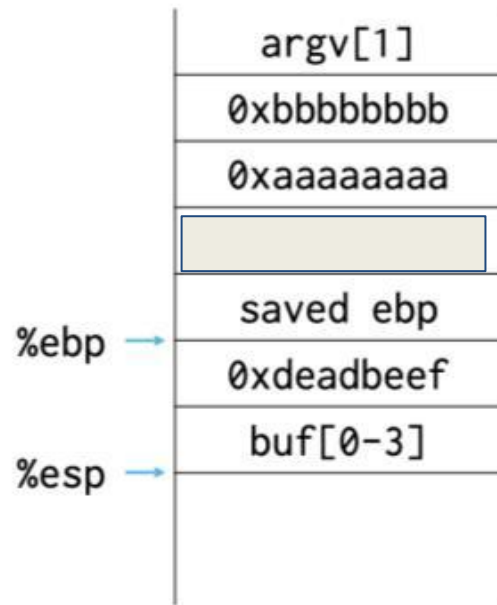 argv[1]
0xbbbbbbbb
0xaaaaaaaa
saved ebp
%ebp
0xdeadbeef
buf[0-3]
%esp